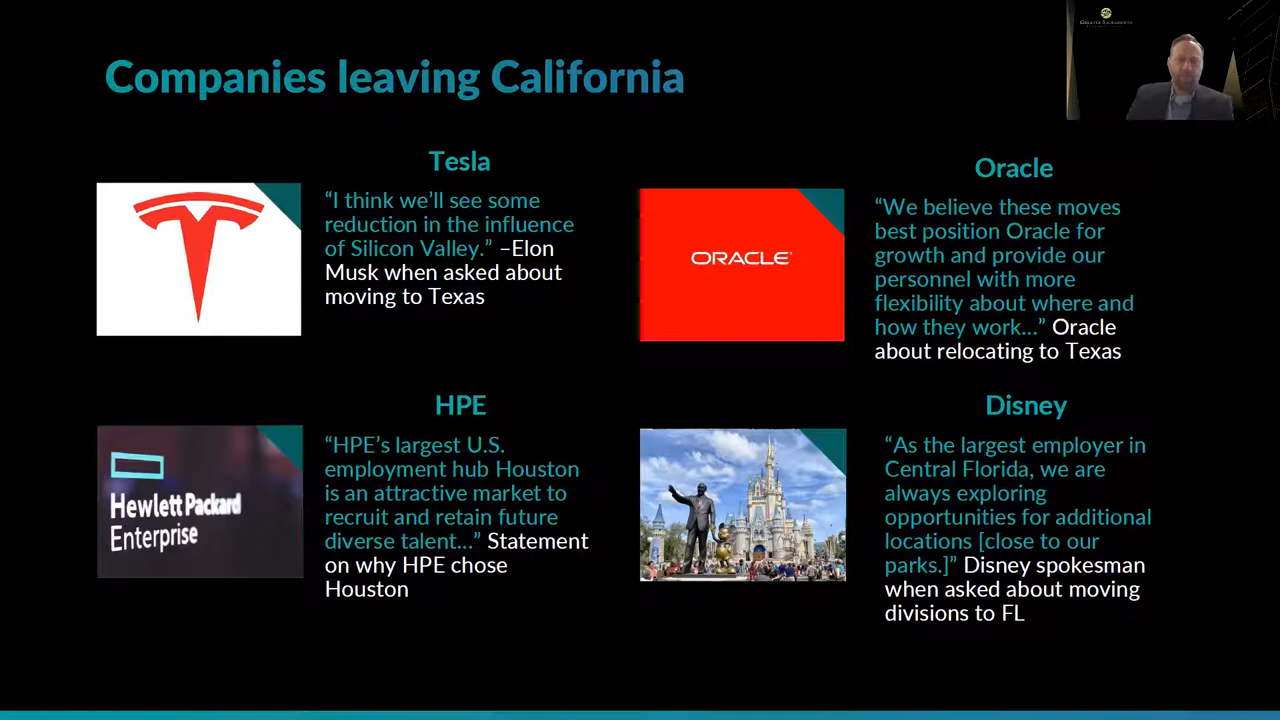 Companies leaving California
Tesla
“I think we’ll see some
reduction in the influence
of Silicon Valley.” –Elon
Musk when asked about
moving to Texas
Oracle
ORACLE
“We believe these moves
best position Oracle for
growth and provide our
personnel with more
flexibility about where and
how they work...” Oracle
about relocating to Texas
HPE
Hewlett Packard
Enterprise
“HPE’s largest U.S.
employment hub Houston
is an attractive market to
recruit and retain future
diverse talent...” Statement
on why HPE chose
Houston
Disney
“As the largest employer in
Central Florida, we are
always exploring
opportunities for additional
locations [close to our
parks.]” Disney spokesman
when asked about moving
divisions to FL
GREATER SACRAMENTO